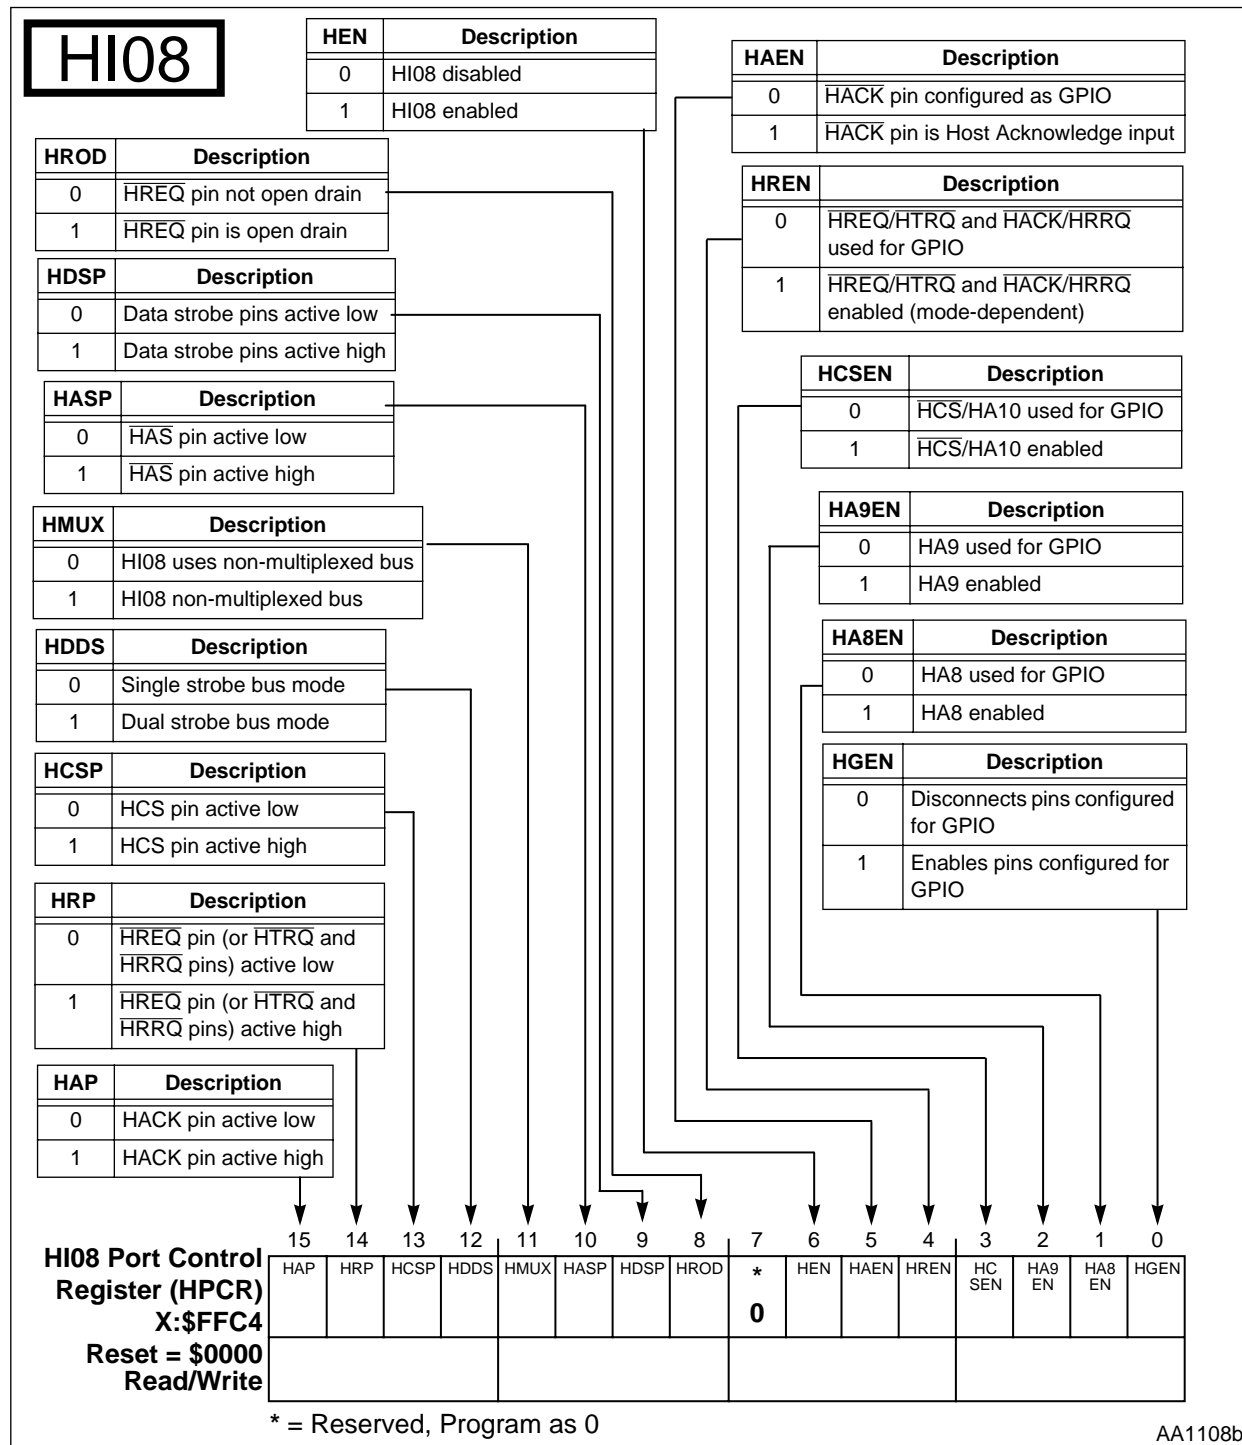 HI08
HEN Description
0 HI08 disabled
1 HI08 enabled
HROD Description
0 HREQ pin not open drain
1 HREQ pin is open drain
HDSP Description
0 Data strobe pins active low
1 Data strobe pins active high
HASP Description
0 HAS pin active low
1 HAS pin active high
HMUX Description
0 HI08 uses non-multiplexed bus
1 HI08 non-multiplexed bus
HDDS Description
0 Single strobe bus mode
1 Dual strobe bus mode
HCSP Description
0 HCS pin active low
1 HCS pin active high
HRP Description
0 HREQ pin (or HTRQ and
HRRQ pins) active low
1 HREQ pin (or HTRQ and
HRRQ pins) active high
HAP Description
0 HACK pin active low
1 HACK pin active high
HAEN Description
0 HACK pin configured as GPIO
1 HACK pin is Host Acknowledge input
HREN Description
0 HREQ/HTRQ and HACK/HRRQ
used for GPIO
1 HREQ/HTRQ and HACK/HRRQ
enabled (mode-dependent)
HCSEN Description
0 HCS/HA10 used for GPIO
1 HCS/HA10 enabled
HA9EN Description
0 HA9 used for GPIO
1 HA9 enabled
HA8EN Description
0 HA8 used for GPIO
1 HA8 enabled
HGEN Description
0 Disconnects pins configured
for GPIO
1 Enables pins configured for
GPIO
15 14 13 12 11 10 9 8 7 6 5 4 3 2 1 0
HAP HRP HCSP HDDS HMUX HASP HDSP HROD * HEN HAEN HREN HC HA9 HA8 HGEN
SEN EN EN
0
HI08 Port Control
Register (HPCR)
X:$FFC4
Reset = $0000
Read/Write
* = Reserved, Program as 0
AA1108b